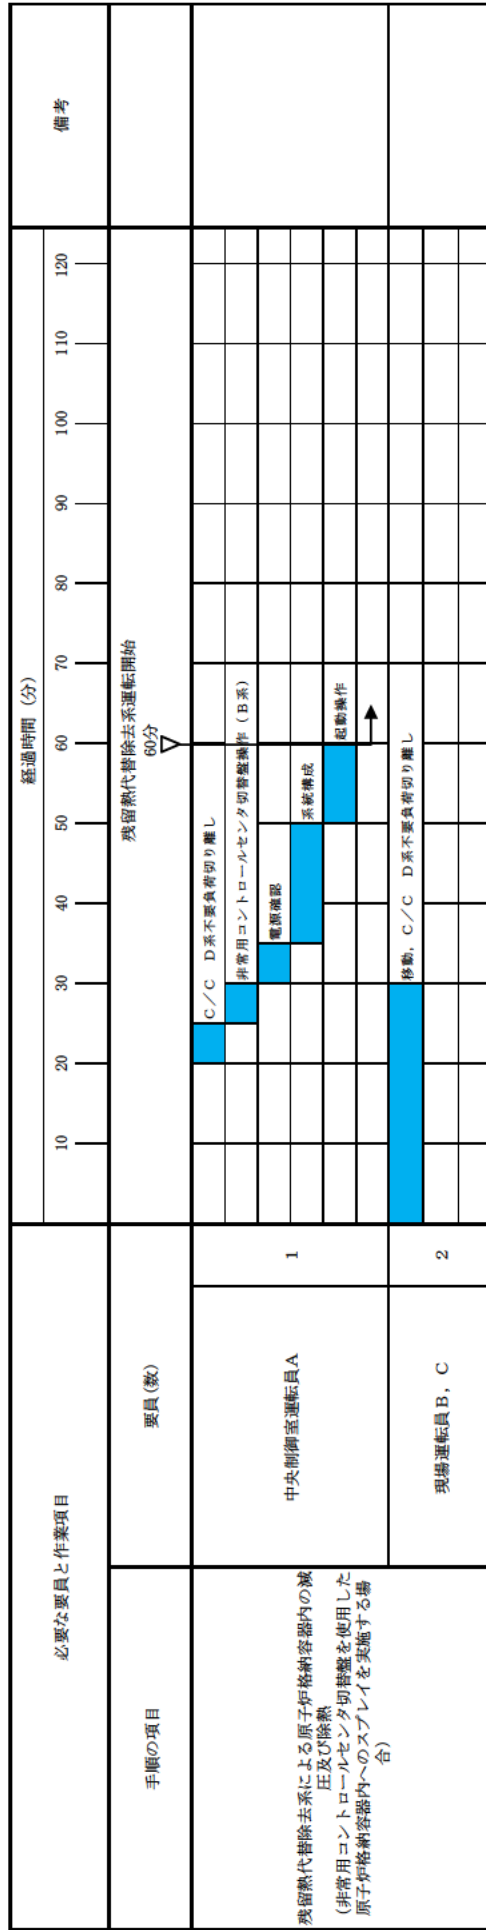 必要な要員と作業項目
経過時間（分）
備考
10 20 30 40 50 60 70 80 90 100 110 120
手順の項目
要員(数)
残留熱代替除去系運転開始
60分
残留熱代替除去系による原子炉格納容器内の減
圧及び除熱
(非常用コントロールセンタ切替盤を使用した
原子炉格納容器内へのスプレイを実施する場
合)
中央制御室運転員A
1
C／C　D系不要負荷切り離し
非常用コントロールセンタ切替盤操作（B系）
電源確認
系統構成
起動操作
現場運転員B，C
2
移動，C／C　D系不要負荷切り離し